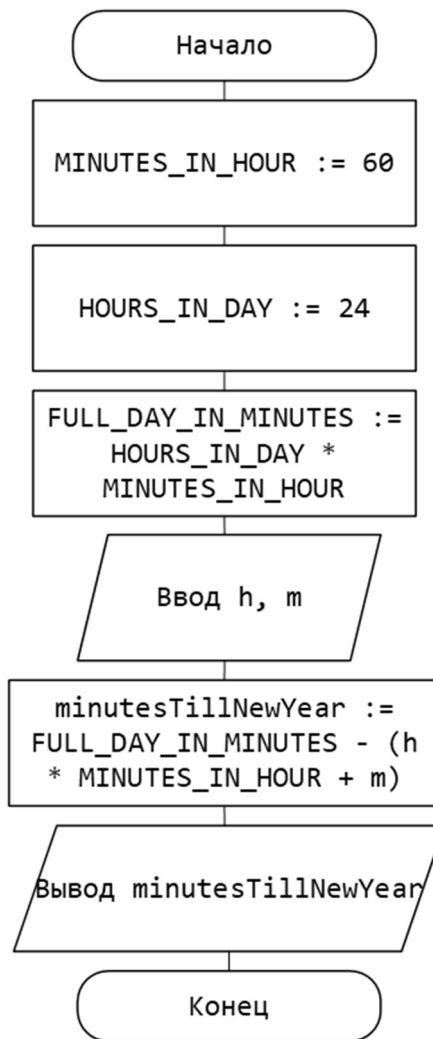 Начало
MINUTES_IN_HOUR := 60
HOURS_IN_DAY := 24
FULL_DAY_IN_MINUTES :=
HOURS_IN_DAY *
MINUTES_IN_HOUR
Ввод h, m
minutesTillNewYear :=
FULL_DAY_IN_MINUTES - (h
* MINUTES_IN_HOUR + m)
Вывод minutesTillNewYear
Конец